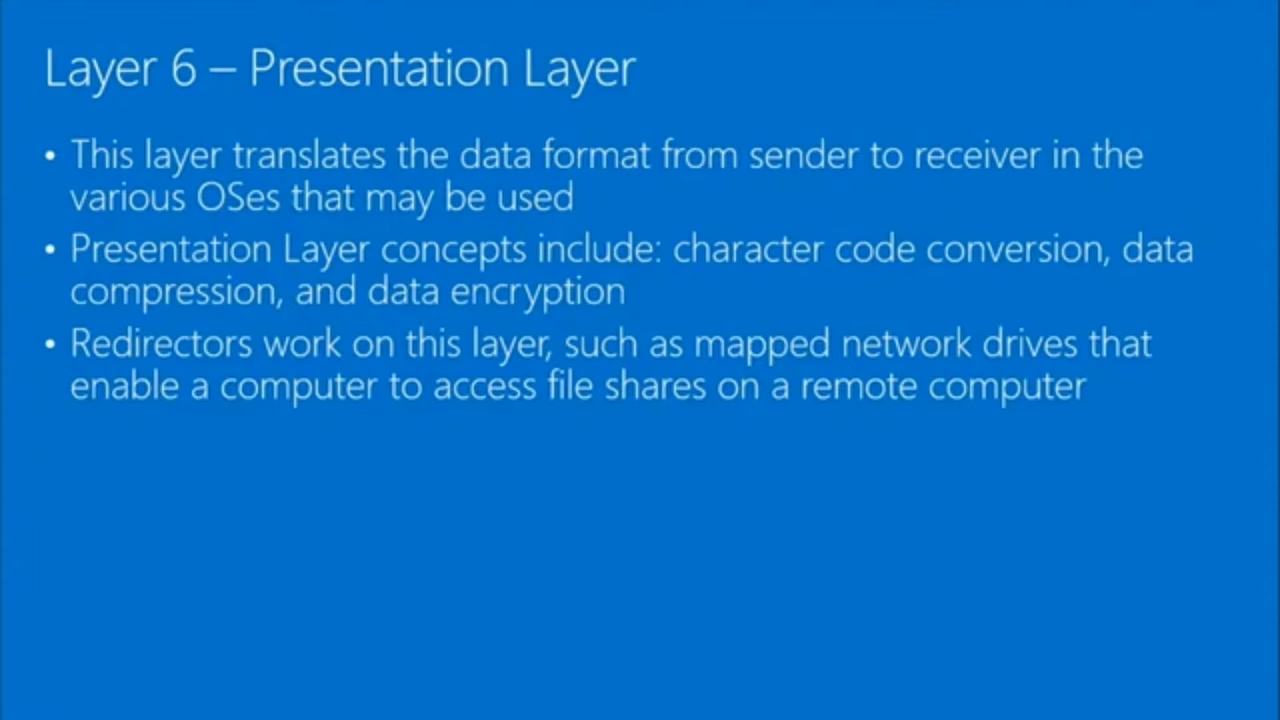 Layer 6 – Presentation Layer
• This layer translates the data format from sender to receiver in the
various OSes that may be used
• Presentation Layer concepts include: character code conversion, data
compression, and data encryption
• Redirectors work on this layer, such as mapped network drives that
enable a computer to access file shares on a remote computer